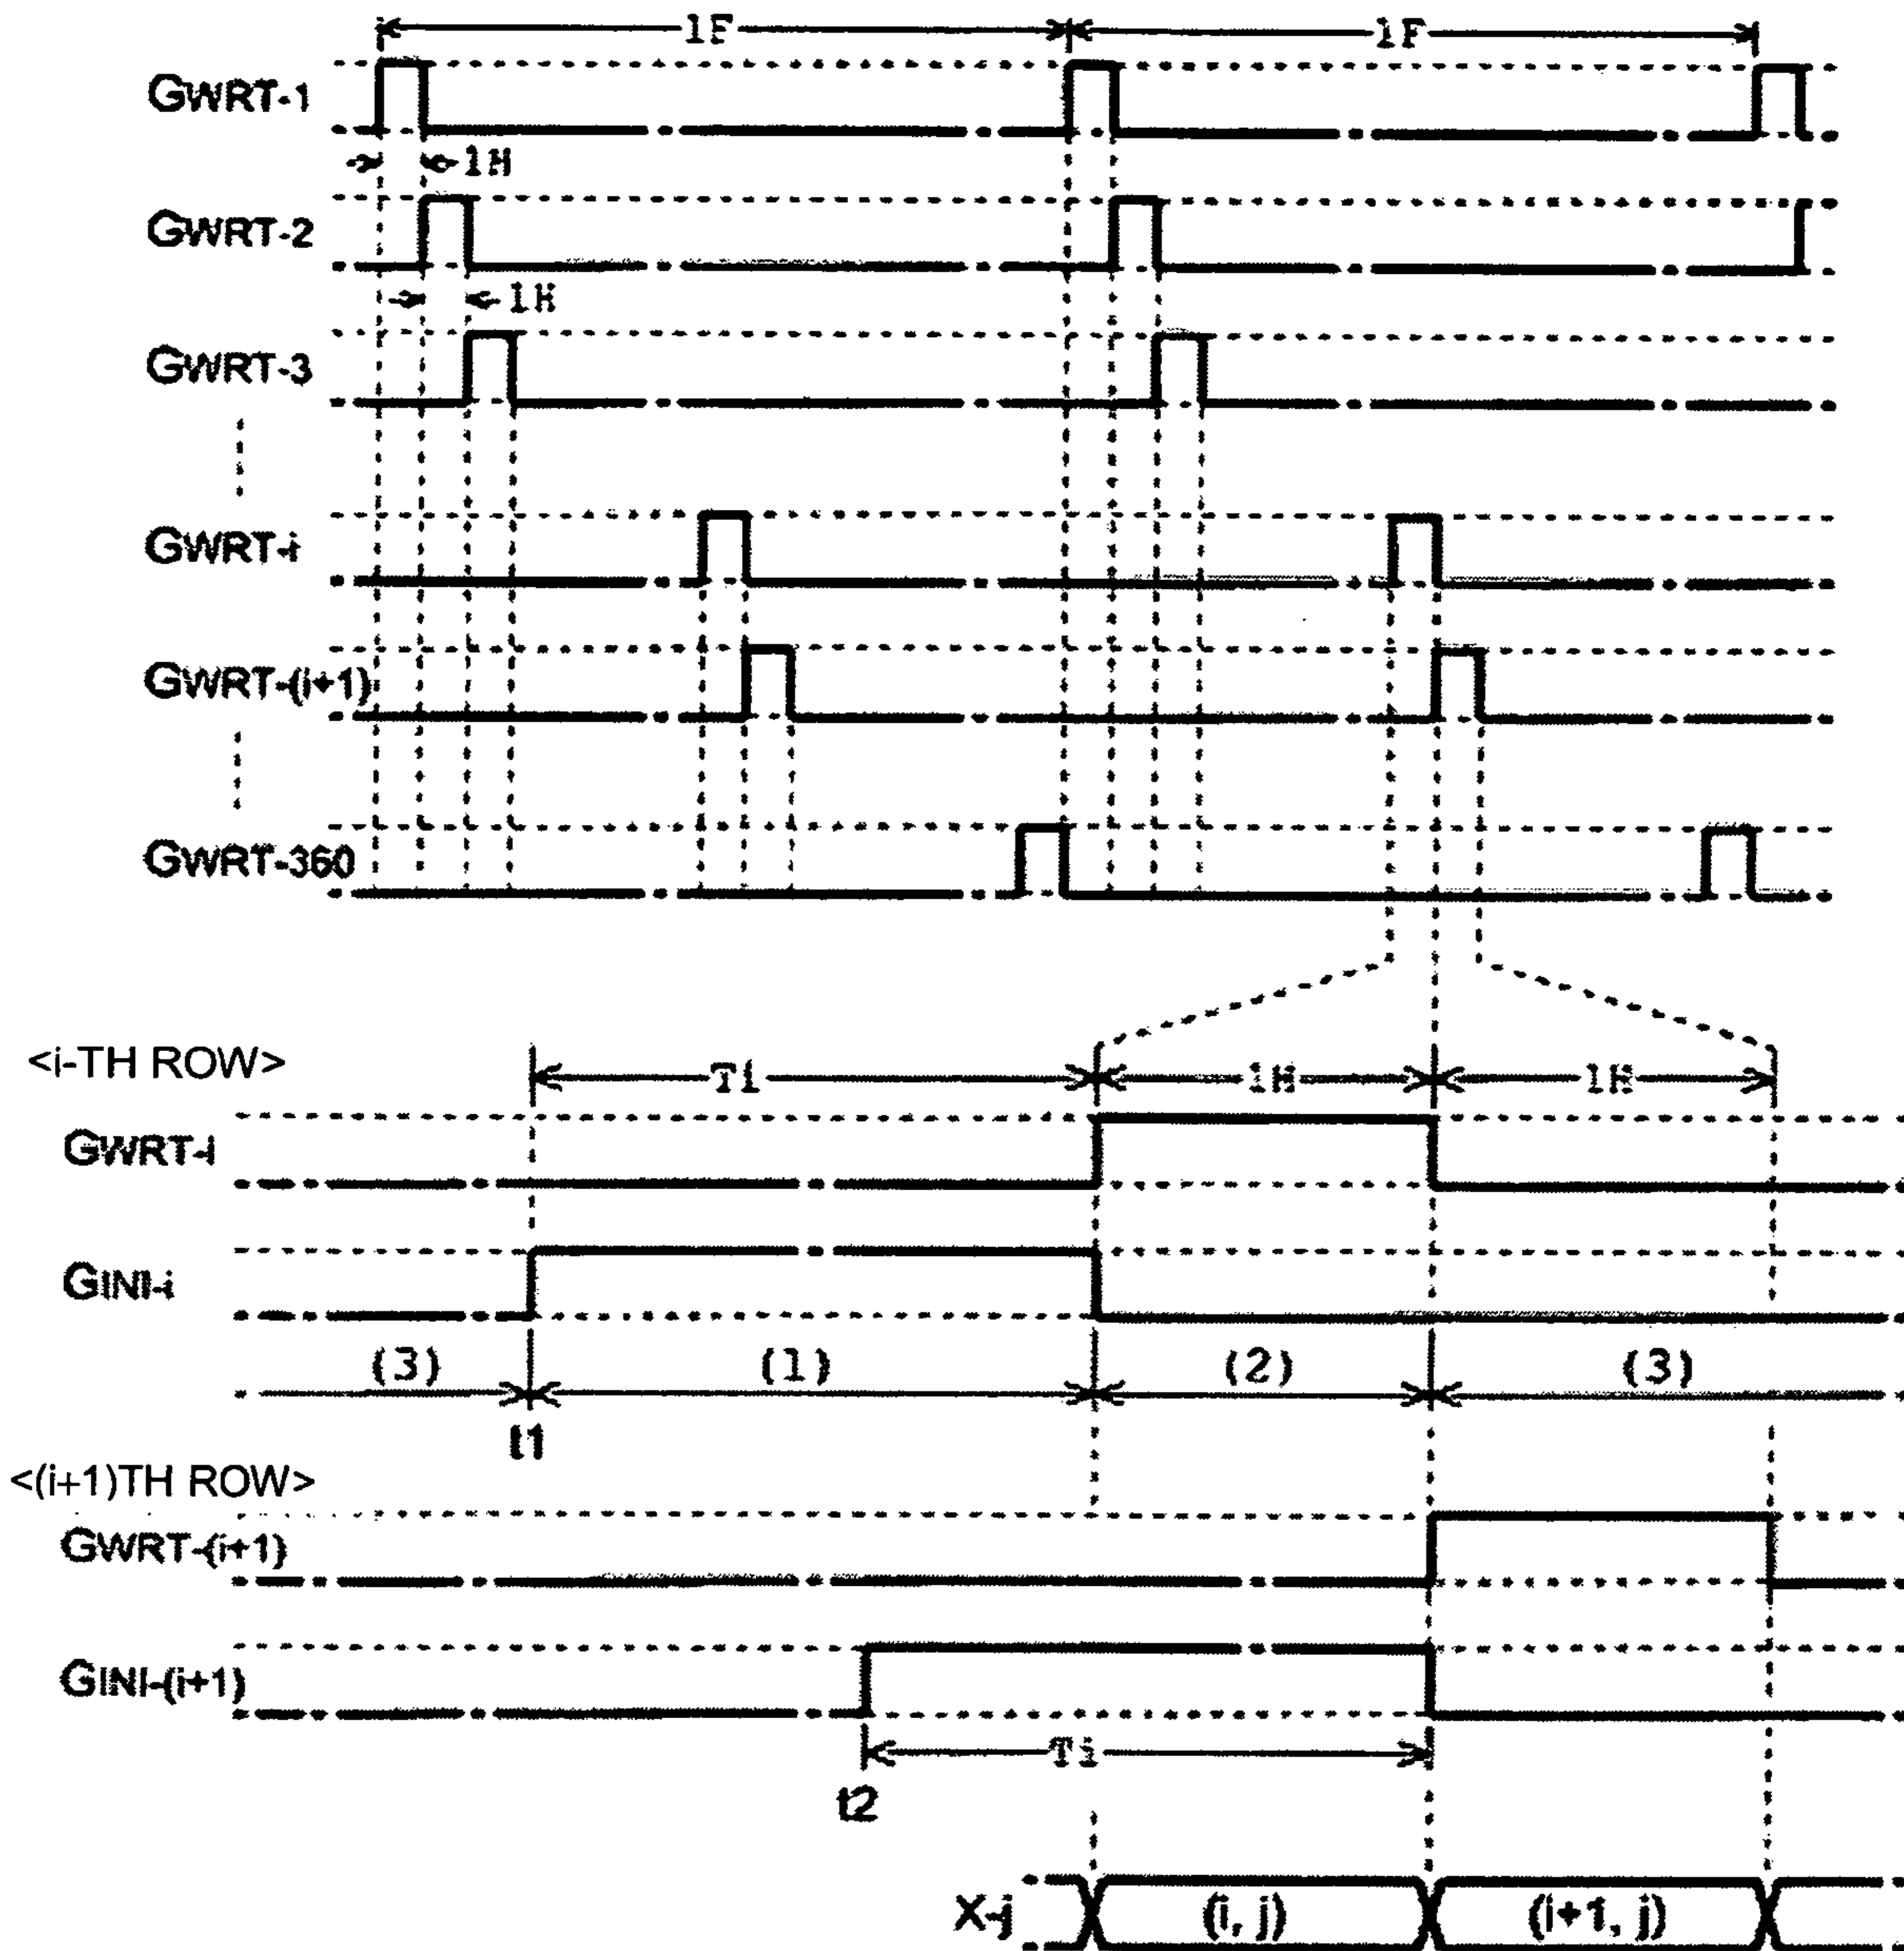 1F 1F
GWRT-1
1H
GWRT-2
1H
GWRT-3
GWRT-i
GWRT-(i+1)
GWRT-360
<i-TH ROW>
Ti 1H 1H
GWRT-i
GINI-i
(3) (1) (2) (3)
t1
<(i+1)TH ROW>
GWRT-(i+1)
GINI-(i+1)
Ti
t2
X-j (i, j) (i+1, j)